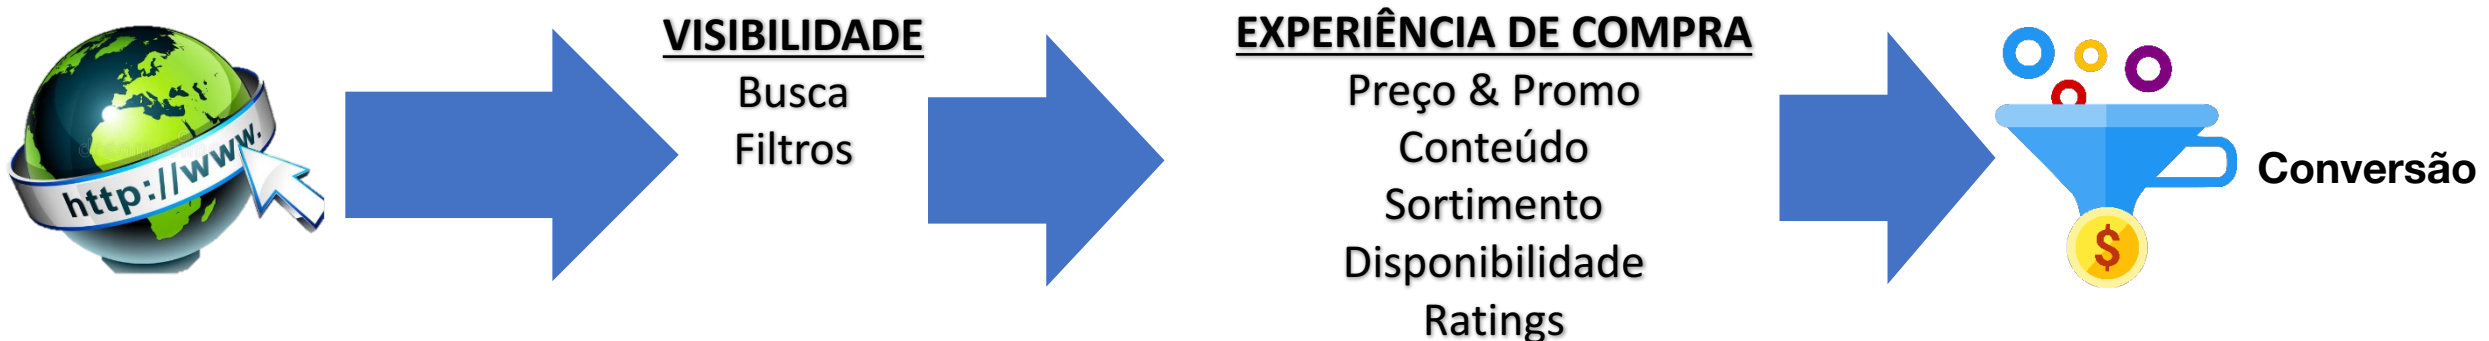 http://www.
VISIBILIDADE
Busca
Filtros
EXPERIÊNCIA DE COMPRA
Preço & Promo
Conteúdo
Sortimento
Disponibilidade
Ratings
$
Conversão